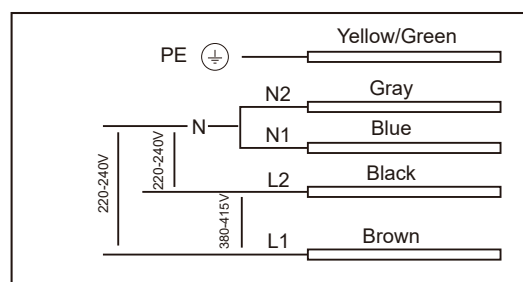 Yellow/Green
PE
N2 Gray
N
N1 Blue
220-240V
220-240V
L2 Black
380-415V
L1 Brown